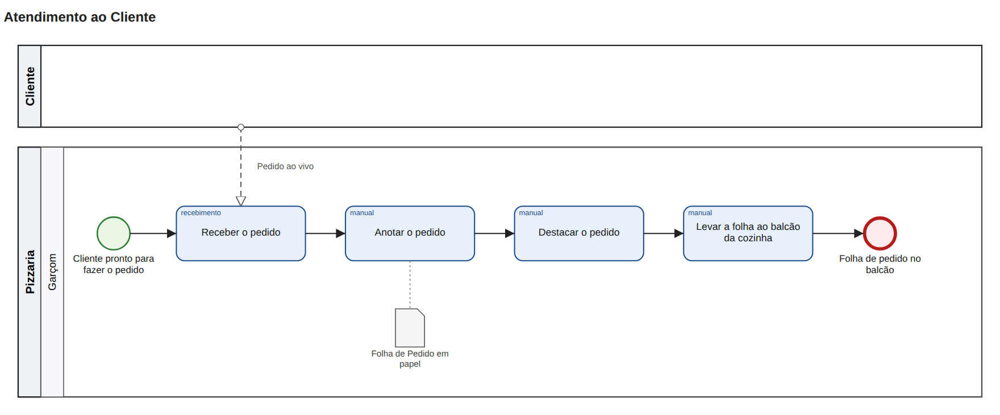 Atendimento ao Cliente
Cliente
Pedido ao vivo
Pizzaria
Garçom
Cliente pronto para
fazer o pedido
recebimento
Receber o pedido
manual
Anotar o pedido
manual
Destacar o pedido
manual
Levar a folha ao balcão
da cozinha
Folha de pedido no
balcão
Folha de Pedido em
papel